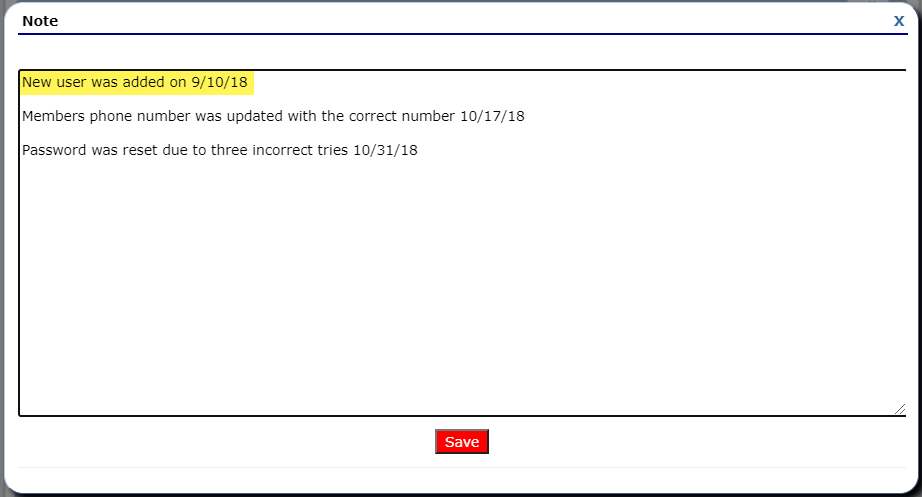 Note
X
New user was added on 9/10/18
Members phone number was updated with the correct number 10/17/18
Password was reset due to three incorrect tries 10/31/18
Save